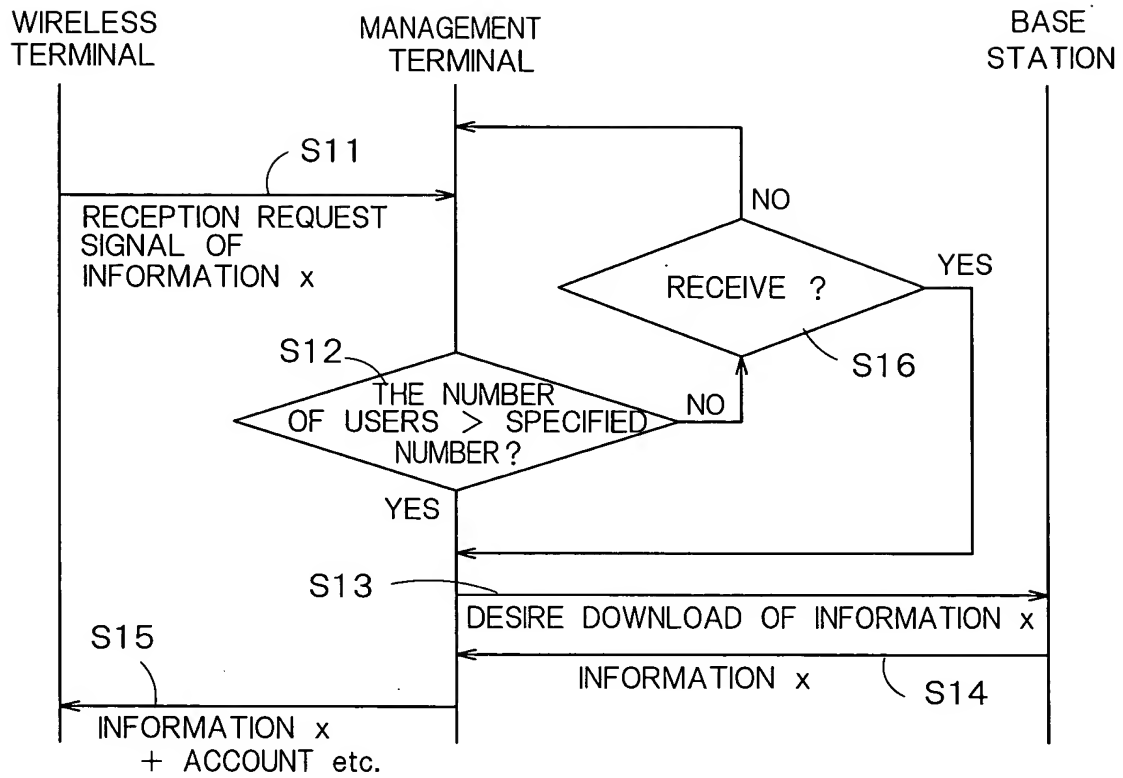 WIRELESS
TERMINAL
MANAGEMENT
TERMINAL
BASE
STATION
S11
RECEPTION REQUEST
SIGNAL OF
INFORMATION x
NO
RECEIVE ?
YES
S16
S12
THE NUMBER
OF USERS > SPECIFIED
NUMBER?
NO
YES
S13
DESIRE DOWNLOAD OF INFORMATION x
S15
INFORMATION x
S14
INFORMATION x
+ ACCOUNT etc.